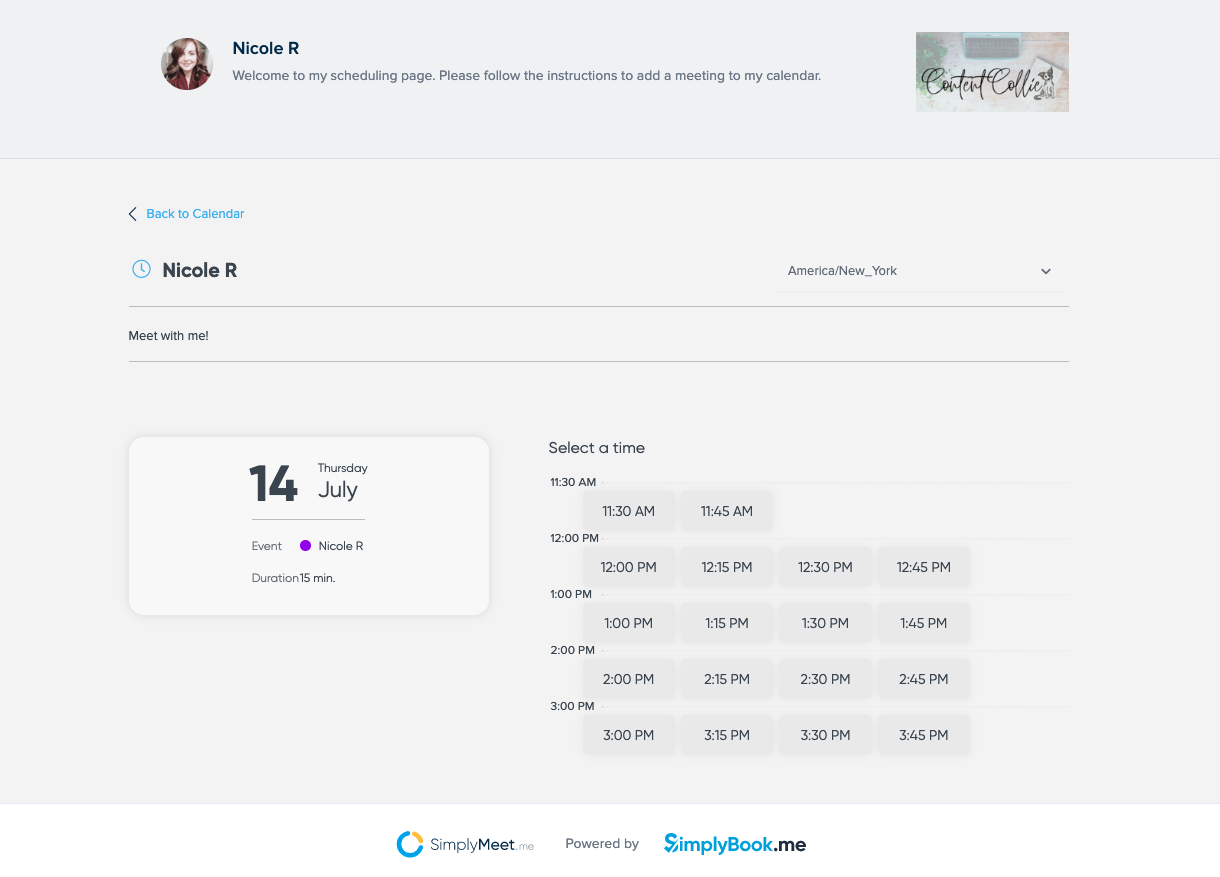 Nicole R
Welcome to my scheduling page. Please follow the instructions to add a meeting to my calendar.
Content Collie
Back to Calendar
Nicole R
America/New_York
Meet with me!
14
Thursday
July
Event Nicole R
Duration 15 min.
Select a time
11:30 AM
11:30 AM 11:45 AM
12:00 PM
12:00 PM 12:15 PM 12:30 PM 12:45 PM
1:00 PM
1:00 PM 1:15 PM 1:30 PM 1:45 PM
2:00 PM
2:00 PM 2:15 PM 2:30 PM 2:45 PM
3:00 PM
3:00 PM 3:15 PM 3:30 PM 3:45 PM
SimplyMeet.me Powered by SimplyBook.me